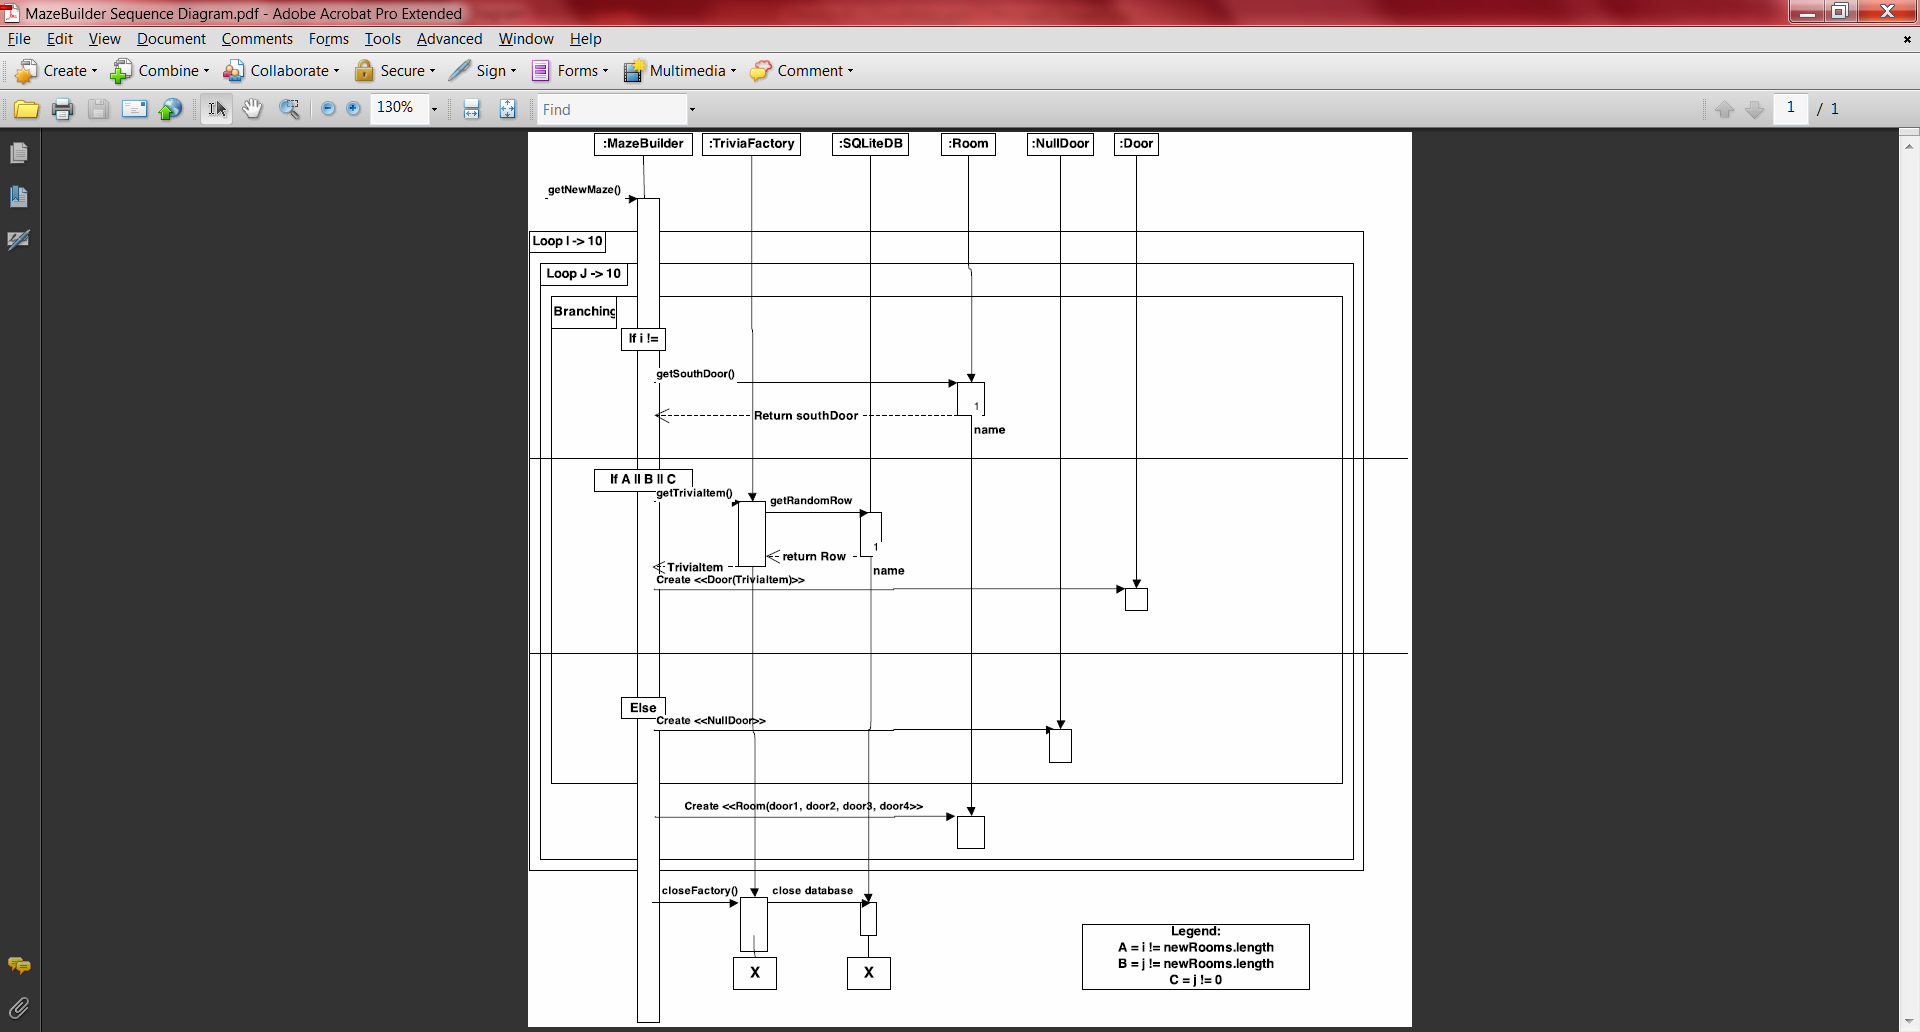 MazeBuilder Sequence Diagram.pdf - Adobe Acrobat Pro Extended
File Edit View Document Comments Forms Tools Advanced Window Help
Create Combine Collaborate Secure Sign Forms Multimedia Comment
130% Find 1 / 1
:MazeBuilder :TriviaFactory :SQLiteDB :Room :NullDoor :Door
getNewMaze()
Loop I -> 10
Loop J -> 10
Branching
If i !=
getSouthDoor()
1
Return southDoor
name
If A || B || C
getTriviaItem()
getRandomRow
1
return Row
TriviaItem
name
Create <<Door(TriviaItem)>>
Else
Create <<NullDoor>>
Create <<Room(door1, door2, door3, door4>>
closeFactory() close database
X X
Legend:
A = i != newRooms.length
B = j != newRooms.length
C = j != 0